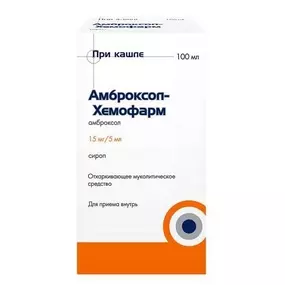 При кашле
100 мл
Амброксол-
Хемофарм
амброксол
15 мг/5 мл
сироп
Отхаркивающее муколитическое
средство
Для приема внутрь